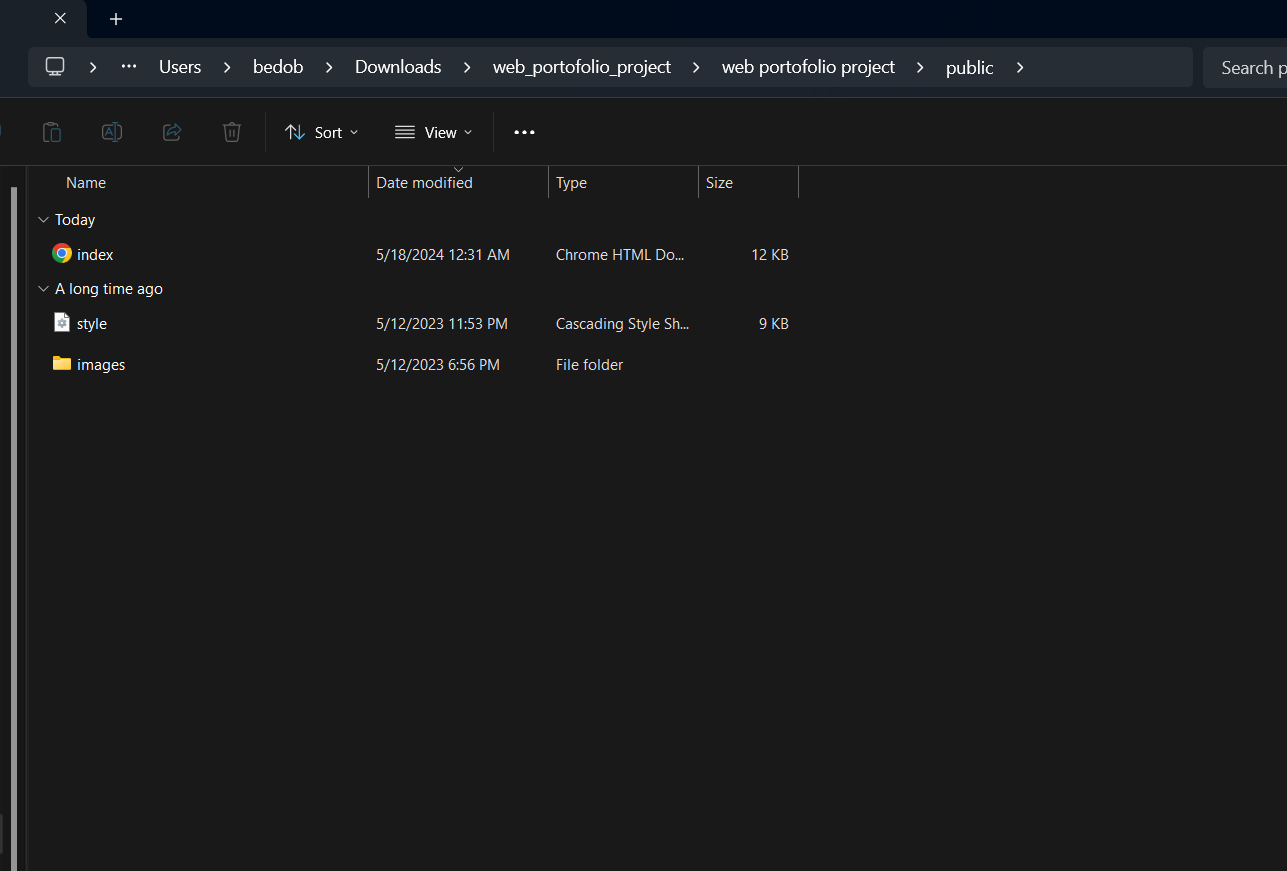 Users bedob Downloads web_portofolio_project web portofolio project public Search p
Sort View
Name Date modified Type Size
Today
index 5/18/2024 12:31 AM Chrome HTML Do... 12 KB
A long time ago
style 5/12/2023 11:53 PM Cascading Style Sh... 9 KB
images 5/12/2023 6:56 PM File folder